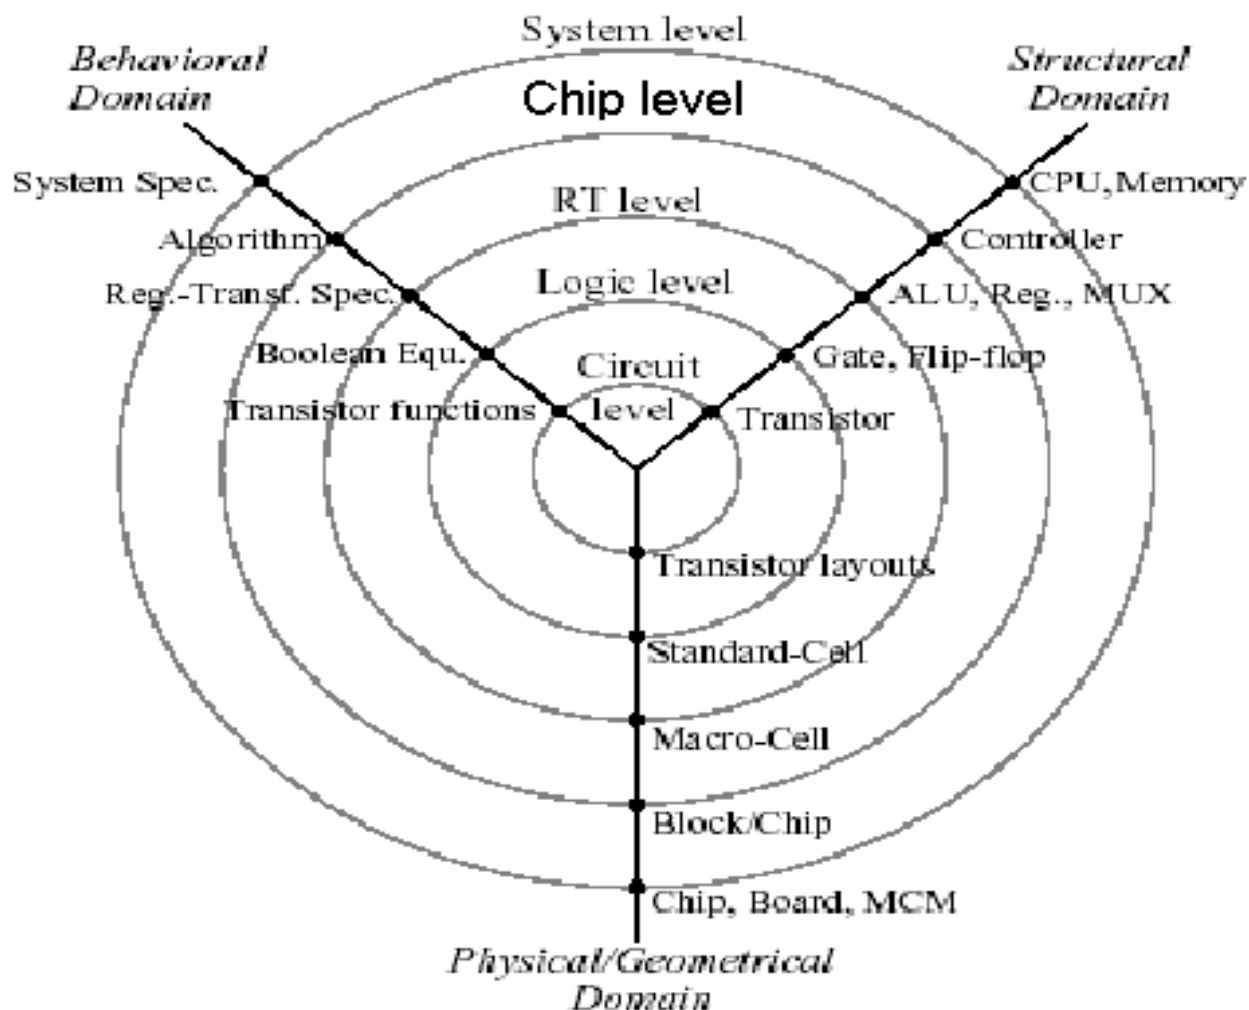 System level
Behavioral
Domain
Structural
Domain
Chip level
System Spec.
CPU, Memory
RT level
Algorithm
Controller
Logic level
Reg.-Transf. Spec.
ALU, Reg., MUX
Boolean Equ.
Gate, Flip-flop
Circuit
level
Transistor functions
Transistor
Transistor layouts
Standard-Cell
Macro-Cell
Block/Chip
Chip, Board, MCM
Physical/Geometrical
Domain